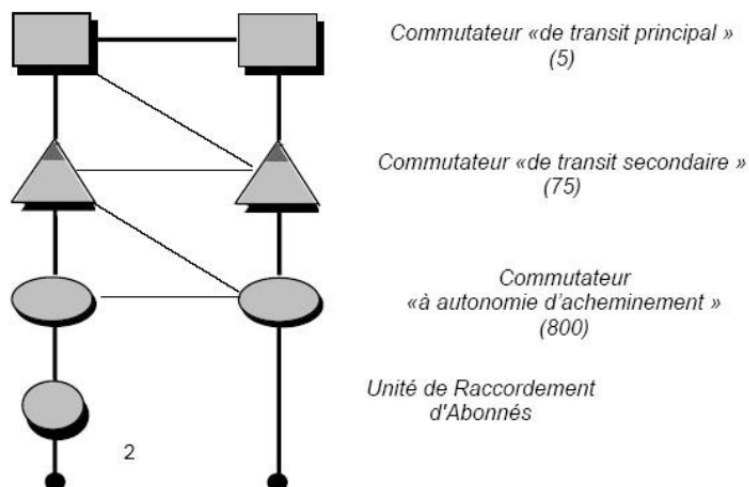 Commutateur «de transit principal »
(5)
Commutateur «de transit secondaire »
(75)
Commutateur
«à autonomie d'acheminement »
(800)
Unité de Raccordement
d'Abonnés
2